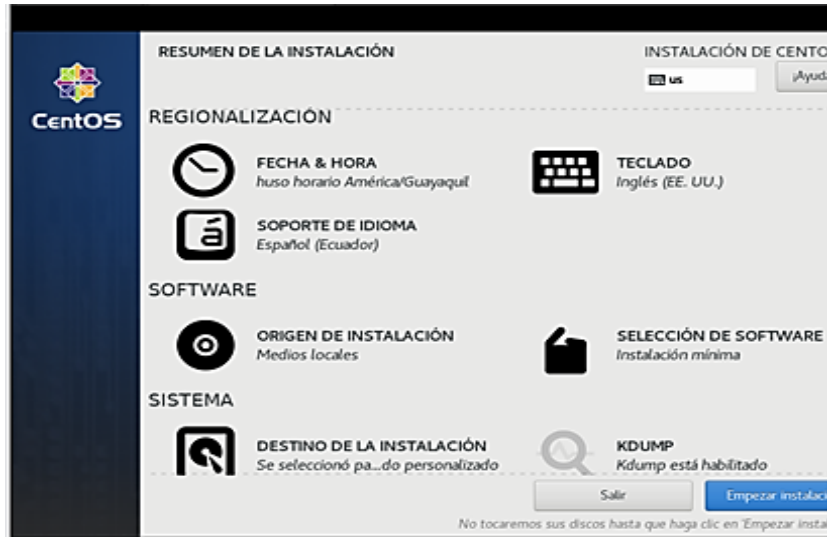 RESUMEN DE LA INSTALACIÓN
INSTALACIÓN DE CENTO
us
¡Ayuda
CentOS
REGIONALIZACIÓN
FECHA & HORA
huso horario América/Guayaquil
TECLADO
Inglés (EE. UU.)
SOPORTE DE IDIOMA
Español (Ecuador)
SOFTWARE
ORIGEN DE INSTALACIÓN
Medios locales
SELECCIÓN DE SOFTWARE
Instalación mínima
SISTEMA
DESTINO DE LA INSTALACIÓN
Se seleccionó pa...do personalizado
KDUMP
Kdump está habilitado
Salir
Empezar instalaci
No tocaremos sus discos hasta que haga clic en 'Empezar insta